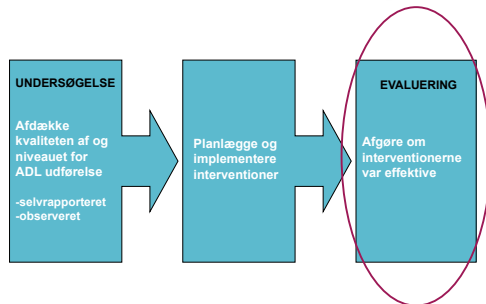 UNDERSØGELSE
Afdække
kvaliteten af og
niveauet for
ADL udførelse
-selvrapporteret
-observeret
Planlægge og
implementere
interventioner
EVALUERING
Afgøre om
interventionerne
var effektive